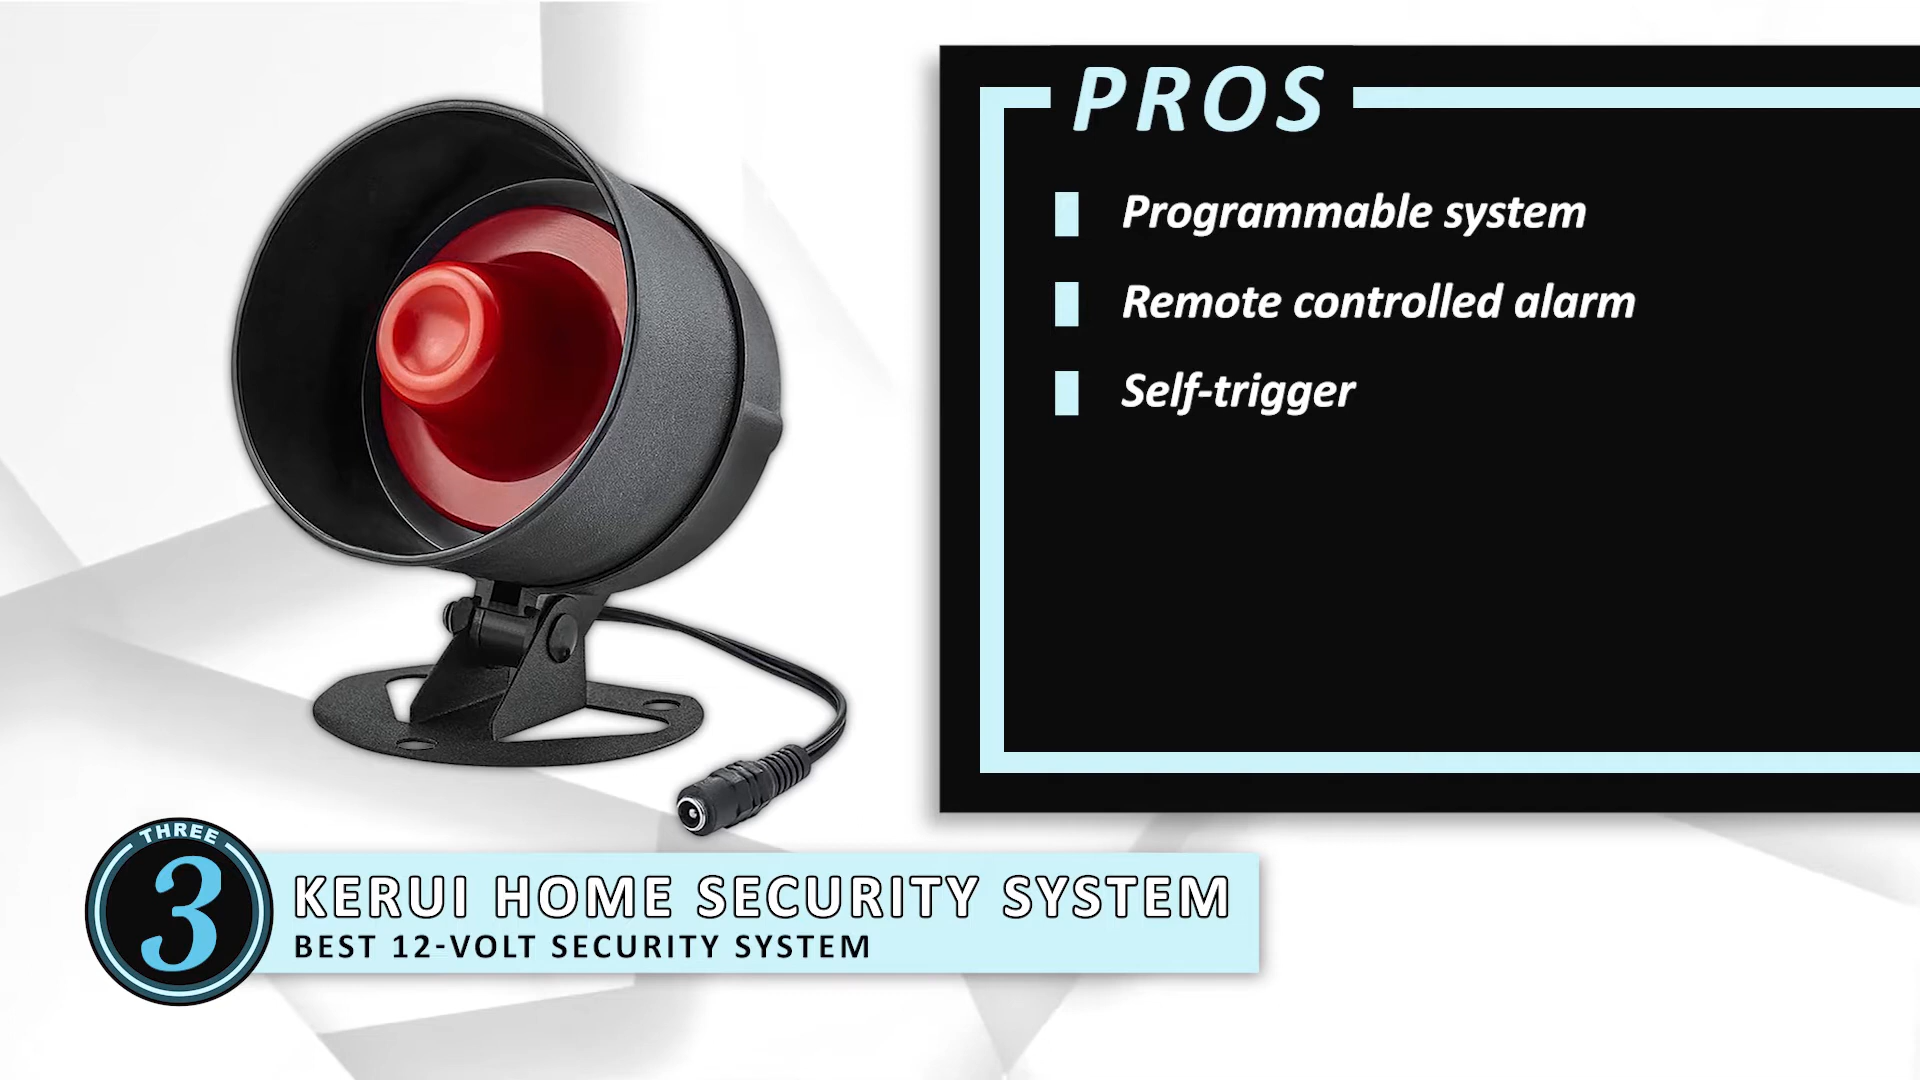 PROS
Programmable system
Remote controlled alarm
Self-trigger
THREE
3
KERUI HOME SECURITY SYSTEM
BEST 12-VOLT SECURITY SYSTEM